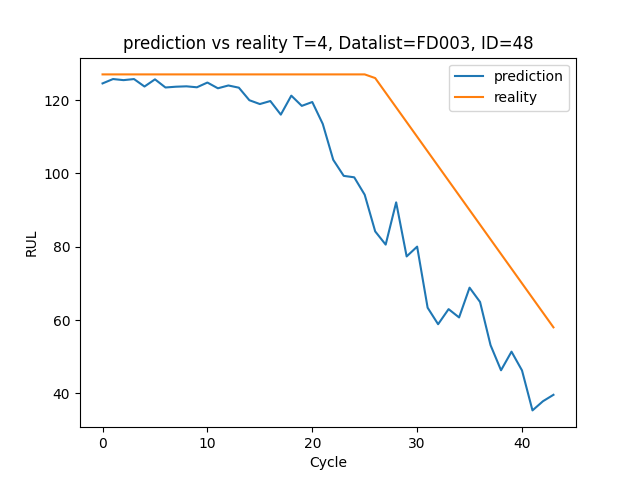 prediction vs reality T=4, Datalist=FD003, ID=48
prediction
reality
120
100
80
60
40
RUL
0 10 20 30 40
Cycle